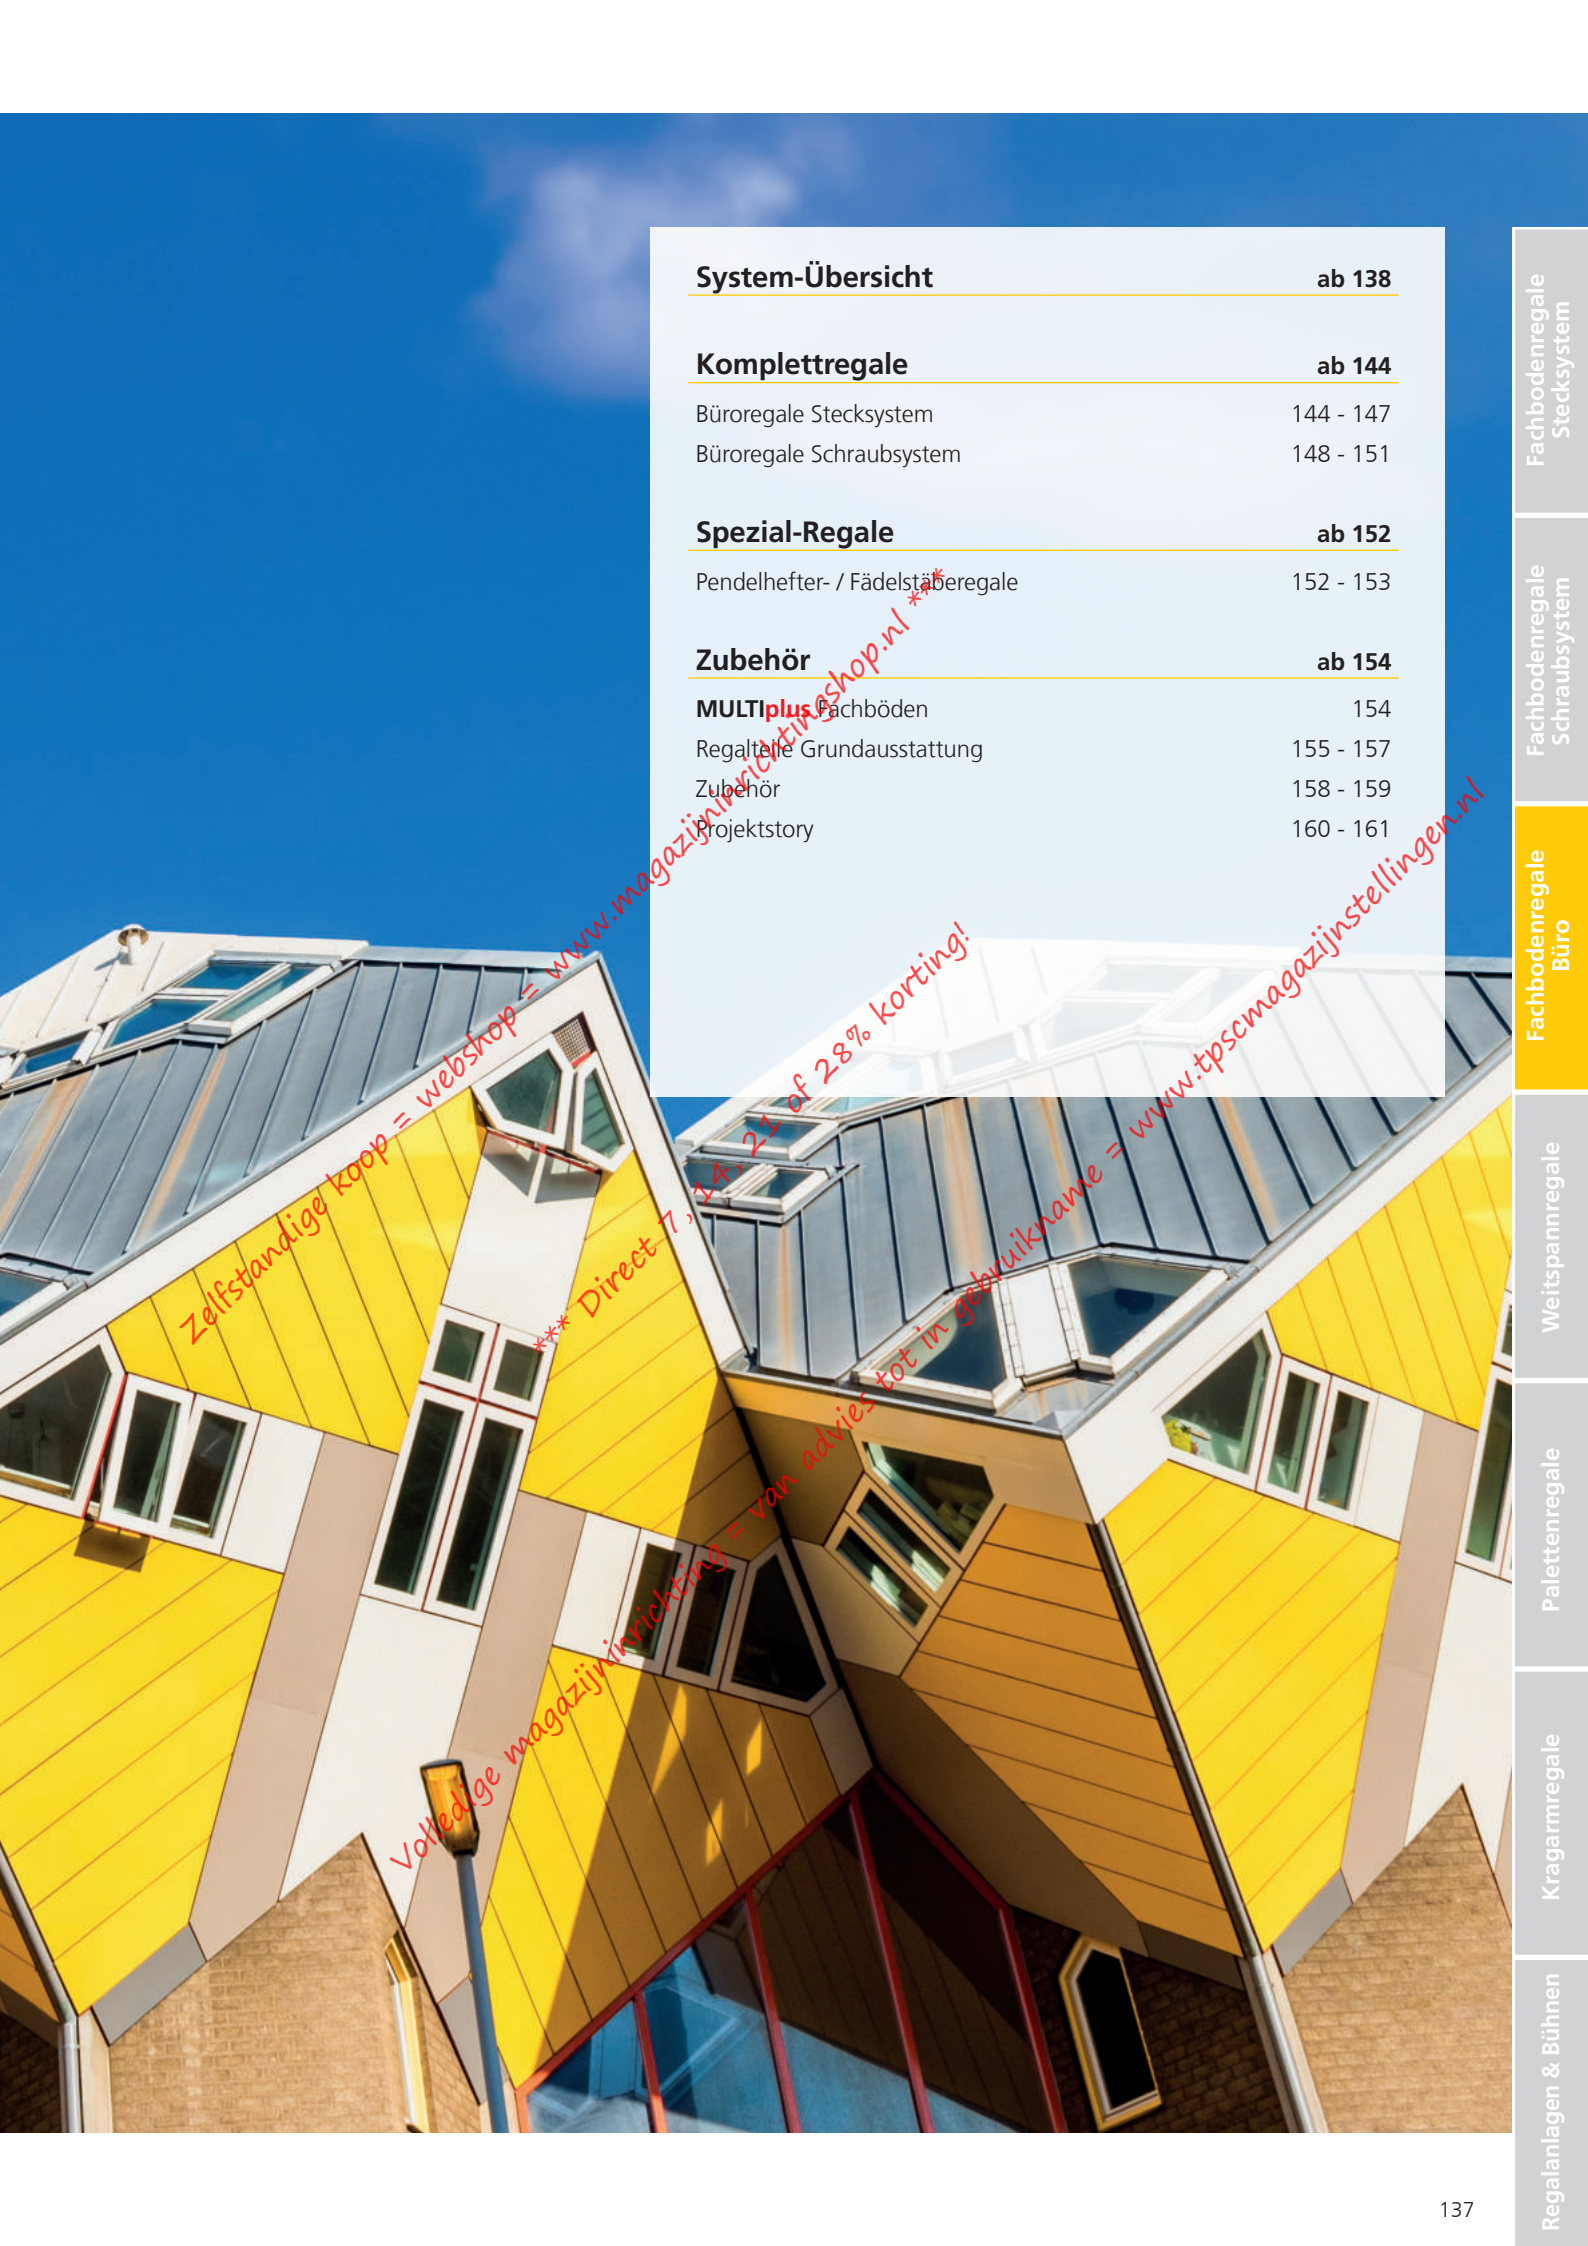 System-Übersicht ab 138
Komplettregale ab 144
Büroregale Stecksystem 144 - 147
Büroregale Schraubsystem 148 - 151
Spezial-Regale ab 152
Pendelhefter- / Fädelstäberegale 152 - 153
Zubehör ab 154
MULTIplus Fachböden 154
Regalteile Grundausstattung 155 - 157
Zubehör 158 - 159
Projektstory 160 - 161
Zelfstandige koop = webshop = www.magazijninrichtingshop.nl ***
*** Direct 7, 14, 21 of 28% korting!
Volledige magazijninrichting = van advies tot in gebruikname = www.tpscmagazijnstellingen.nl
Fachbodenregale
Stecksystem
Fachbodenregale
Schraubsystem
Fachbodenregale
Büro
Weitspannregale
Palettenregale
Kragarmregale
Regalanlagen & Bühnen
137